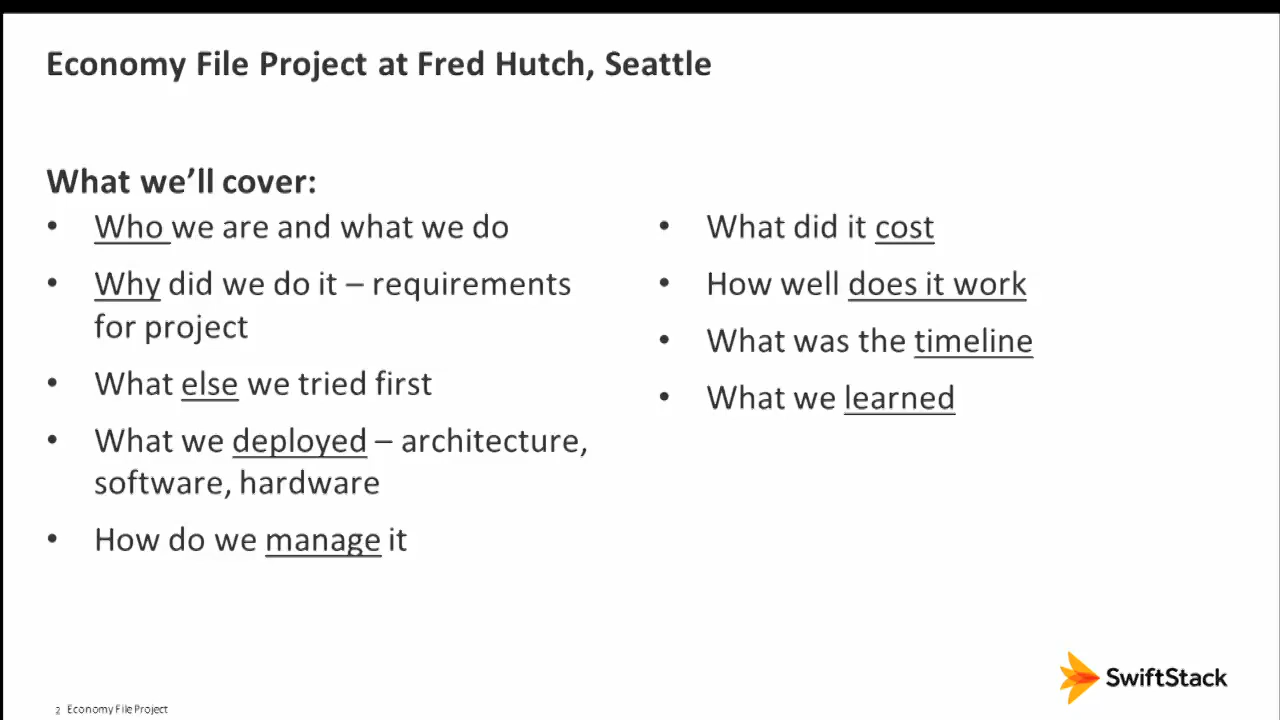 Economy File Project at Fred Hutch, Seattle
What we'll cover:
• Who we are and what we do
• Why did we do it – requirements
for project
• What else we tried first
• What we deployed – architecture,
software, hardware
• How do we manage it
• What did it cost
• How well does it work
• What was the timeline
• What we learned
SwiftStack
2 Economy File Project